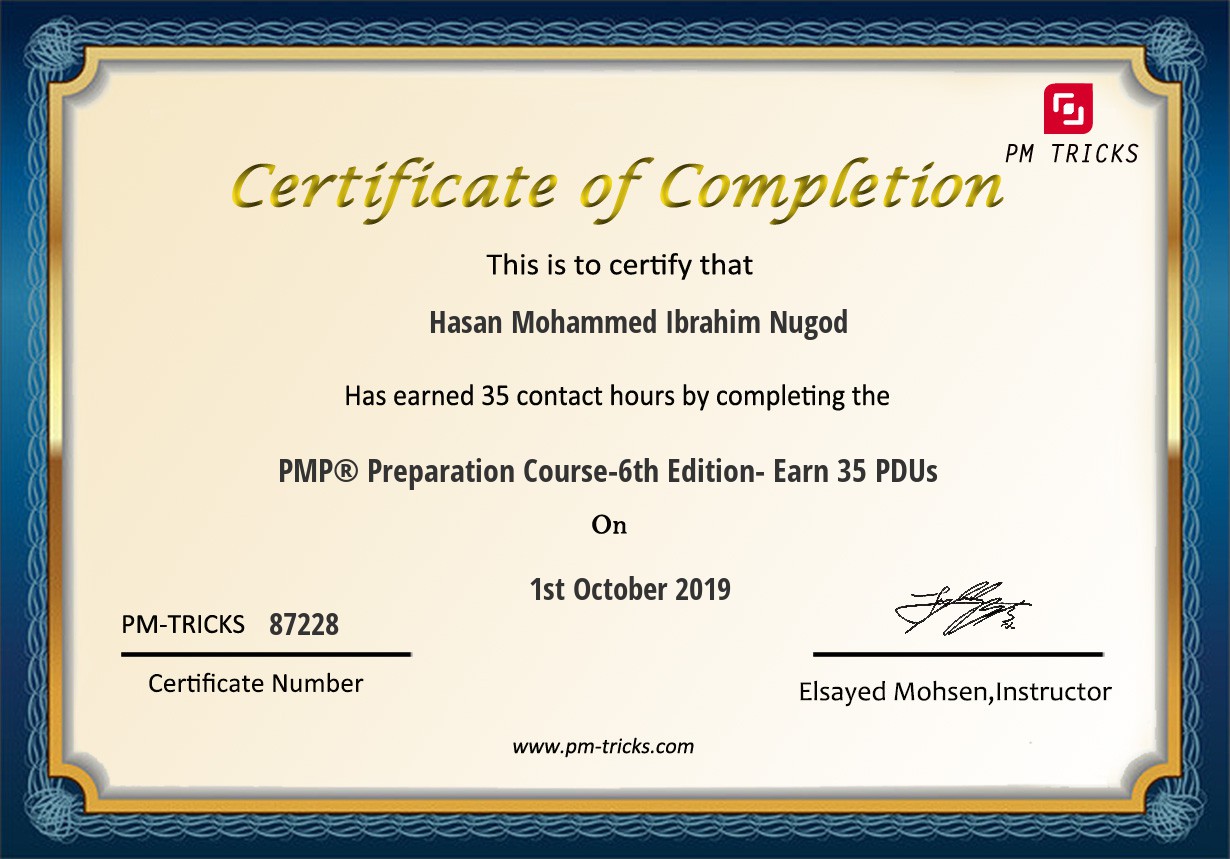 PM TRICKS
Certificate of Completion
This is to certify that
Hasan Mohammed Ibrahim Nugod
Has earned 35 contact hours by completing the
PMP® Preparation Course-6th Edition- Earn 35 PDUs
On
1st October 2019
PM-TRICKS 87228
Certificate Number
Elsayed Mohsen,Instructor
www.pm-tricks.com